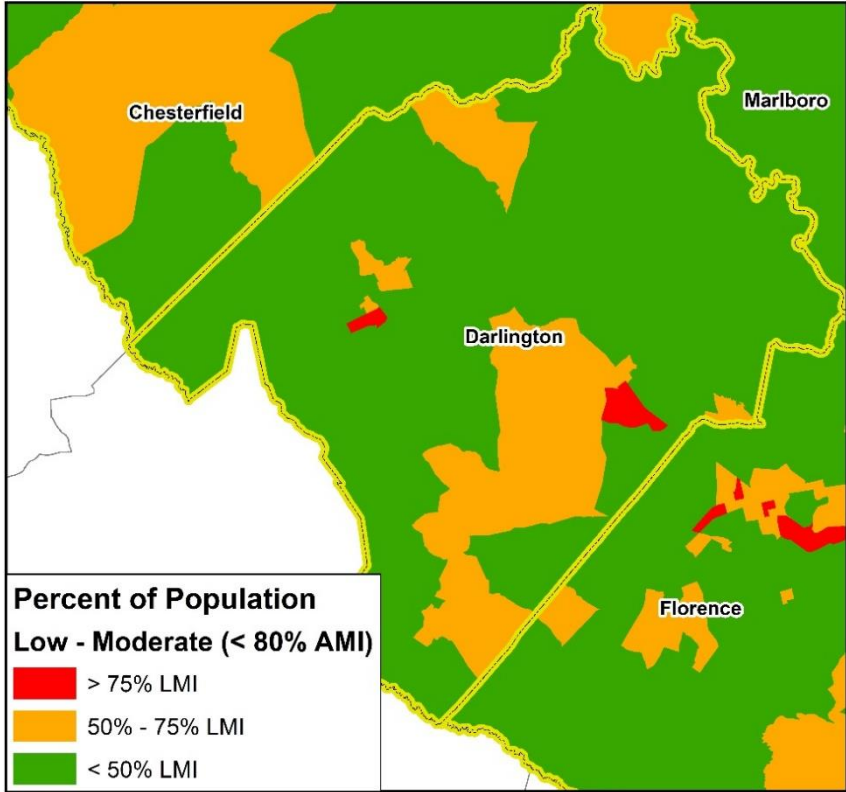 Chesterfield
Marlboro
Darlington
Florence
Percent of Population
Low - Moderate (< 80% AMI)
> 75% LMI
50% - 75% LMI
< 50% LMI